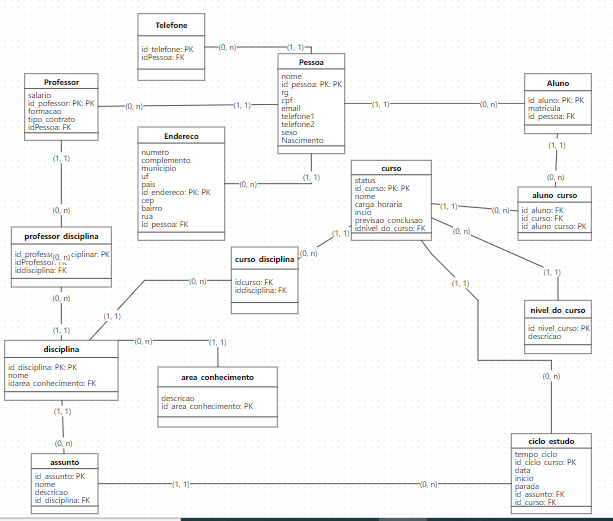 Telefone
id_telefone: PK
idPessoa: FK
(0, n)
(1, 1)
Pessoa
nome
id_pessoa: PK: PK
rg
cpf
email
telefone1
telefone2
sexo
Nascimento
Professor
salario
id_pofessor: PK: PK
formacao
tipo_contrato
idPessoa: FK
(0, n)
(1, 1)
(1, 1)
(0, n)
Aluno
id_aluno: PK: PK
matricula
id_pessoa: FK
Endereco
numero
complemento
municipio
uf
pais
id_endereco: PK: PK
cep
bairro
rua
id_pessoa: FK
(0, n)
(1, 1)
(1, 1)
(0, n)
(1, 1)
(0, n)
curso
status
id_curso: PK: PK
nome
carga_horaria
incio
previsao_conclusao
idnivel_do_curso: FK
aluno_curso
id_aluno: FK
id_curso: FK
id_aluno_curso: PK
(1, 1)
(0, n)
(0, n)
(1, 1)
professor_disciplina
id_profess
ciplinar: PK
(0, n)
iddisciplina: FK
curso_disciplina
idcurso: FK
iddisciplina: FK
(1, 1)
(0, n)
(0, n)
(1, 1)
(1, 1)
(0, n)
nivel do curso
id_nivel_curso: PK
descricao
(0, n)
(1, 1)
disciplina
id_disciplina: PK: PK
nome
idarea_conhecimento: FK
(0, n)
(1, 1)
area_conhecimento
descricao
id_area_conhecimento: PK
(1, 1)
(0, n)
assunto
id_assunto: PK
nome
descricao
id_disciplina: FK
(1, 1)
(0, n)
ciclo_estudo
tempo_ciclo
id_ciclo_curso: PK
data
inicio
parada
id_assunto: FK
id_curso: FK